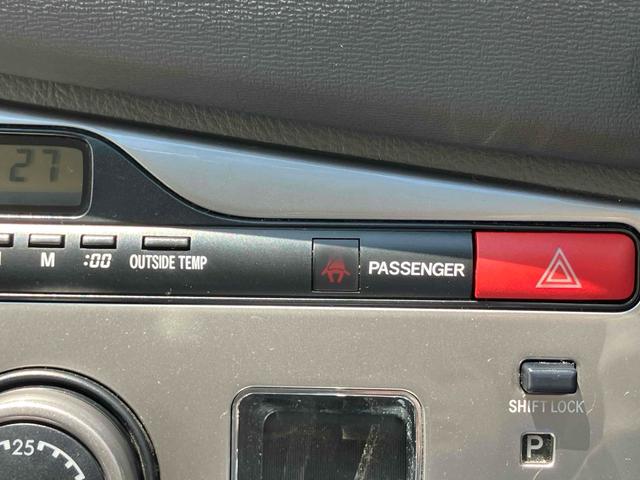 27
M :00 OUTSIDE TEMP PASSENGER
SHIFT LOCK
25
P